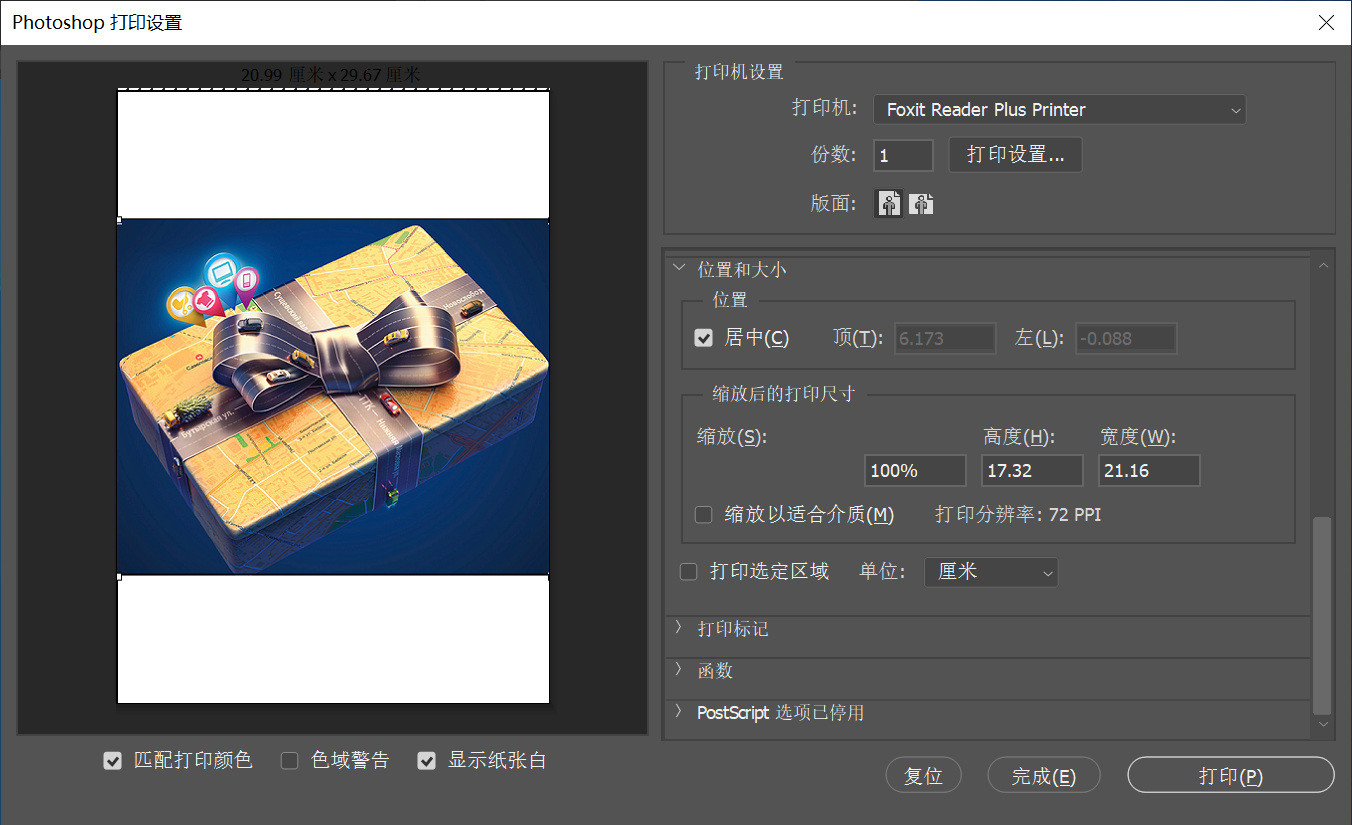 Photoshop 打印设置
20.99 厘米 x 29.67 厘米
Сущевский вал
Новослобод
Бутырская ул.
ТТК—
匹配打印颜色 色域警告 显示纸张白
打印机设置
打印机: Foxit Reader Plus Printer
份数: 1 打印设置...
版面:
位置和大小
位置
居中(C) 顶(T): 6.173 左(L): -0.088
缩放后的打印尺寸
缩放(S): 高度(H): 宽度(W):
100% 17.32 21.16
缩放以适合介质(M) 打印分辨率: 72 PPI
打印选定区域 单位: 厘米
打印标记
函数
PostScript 选项已停用
复位 完成(E) 打印(P)